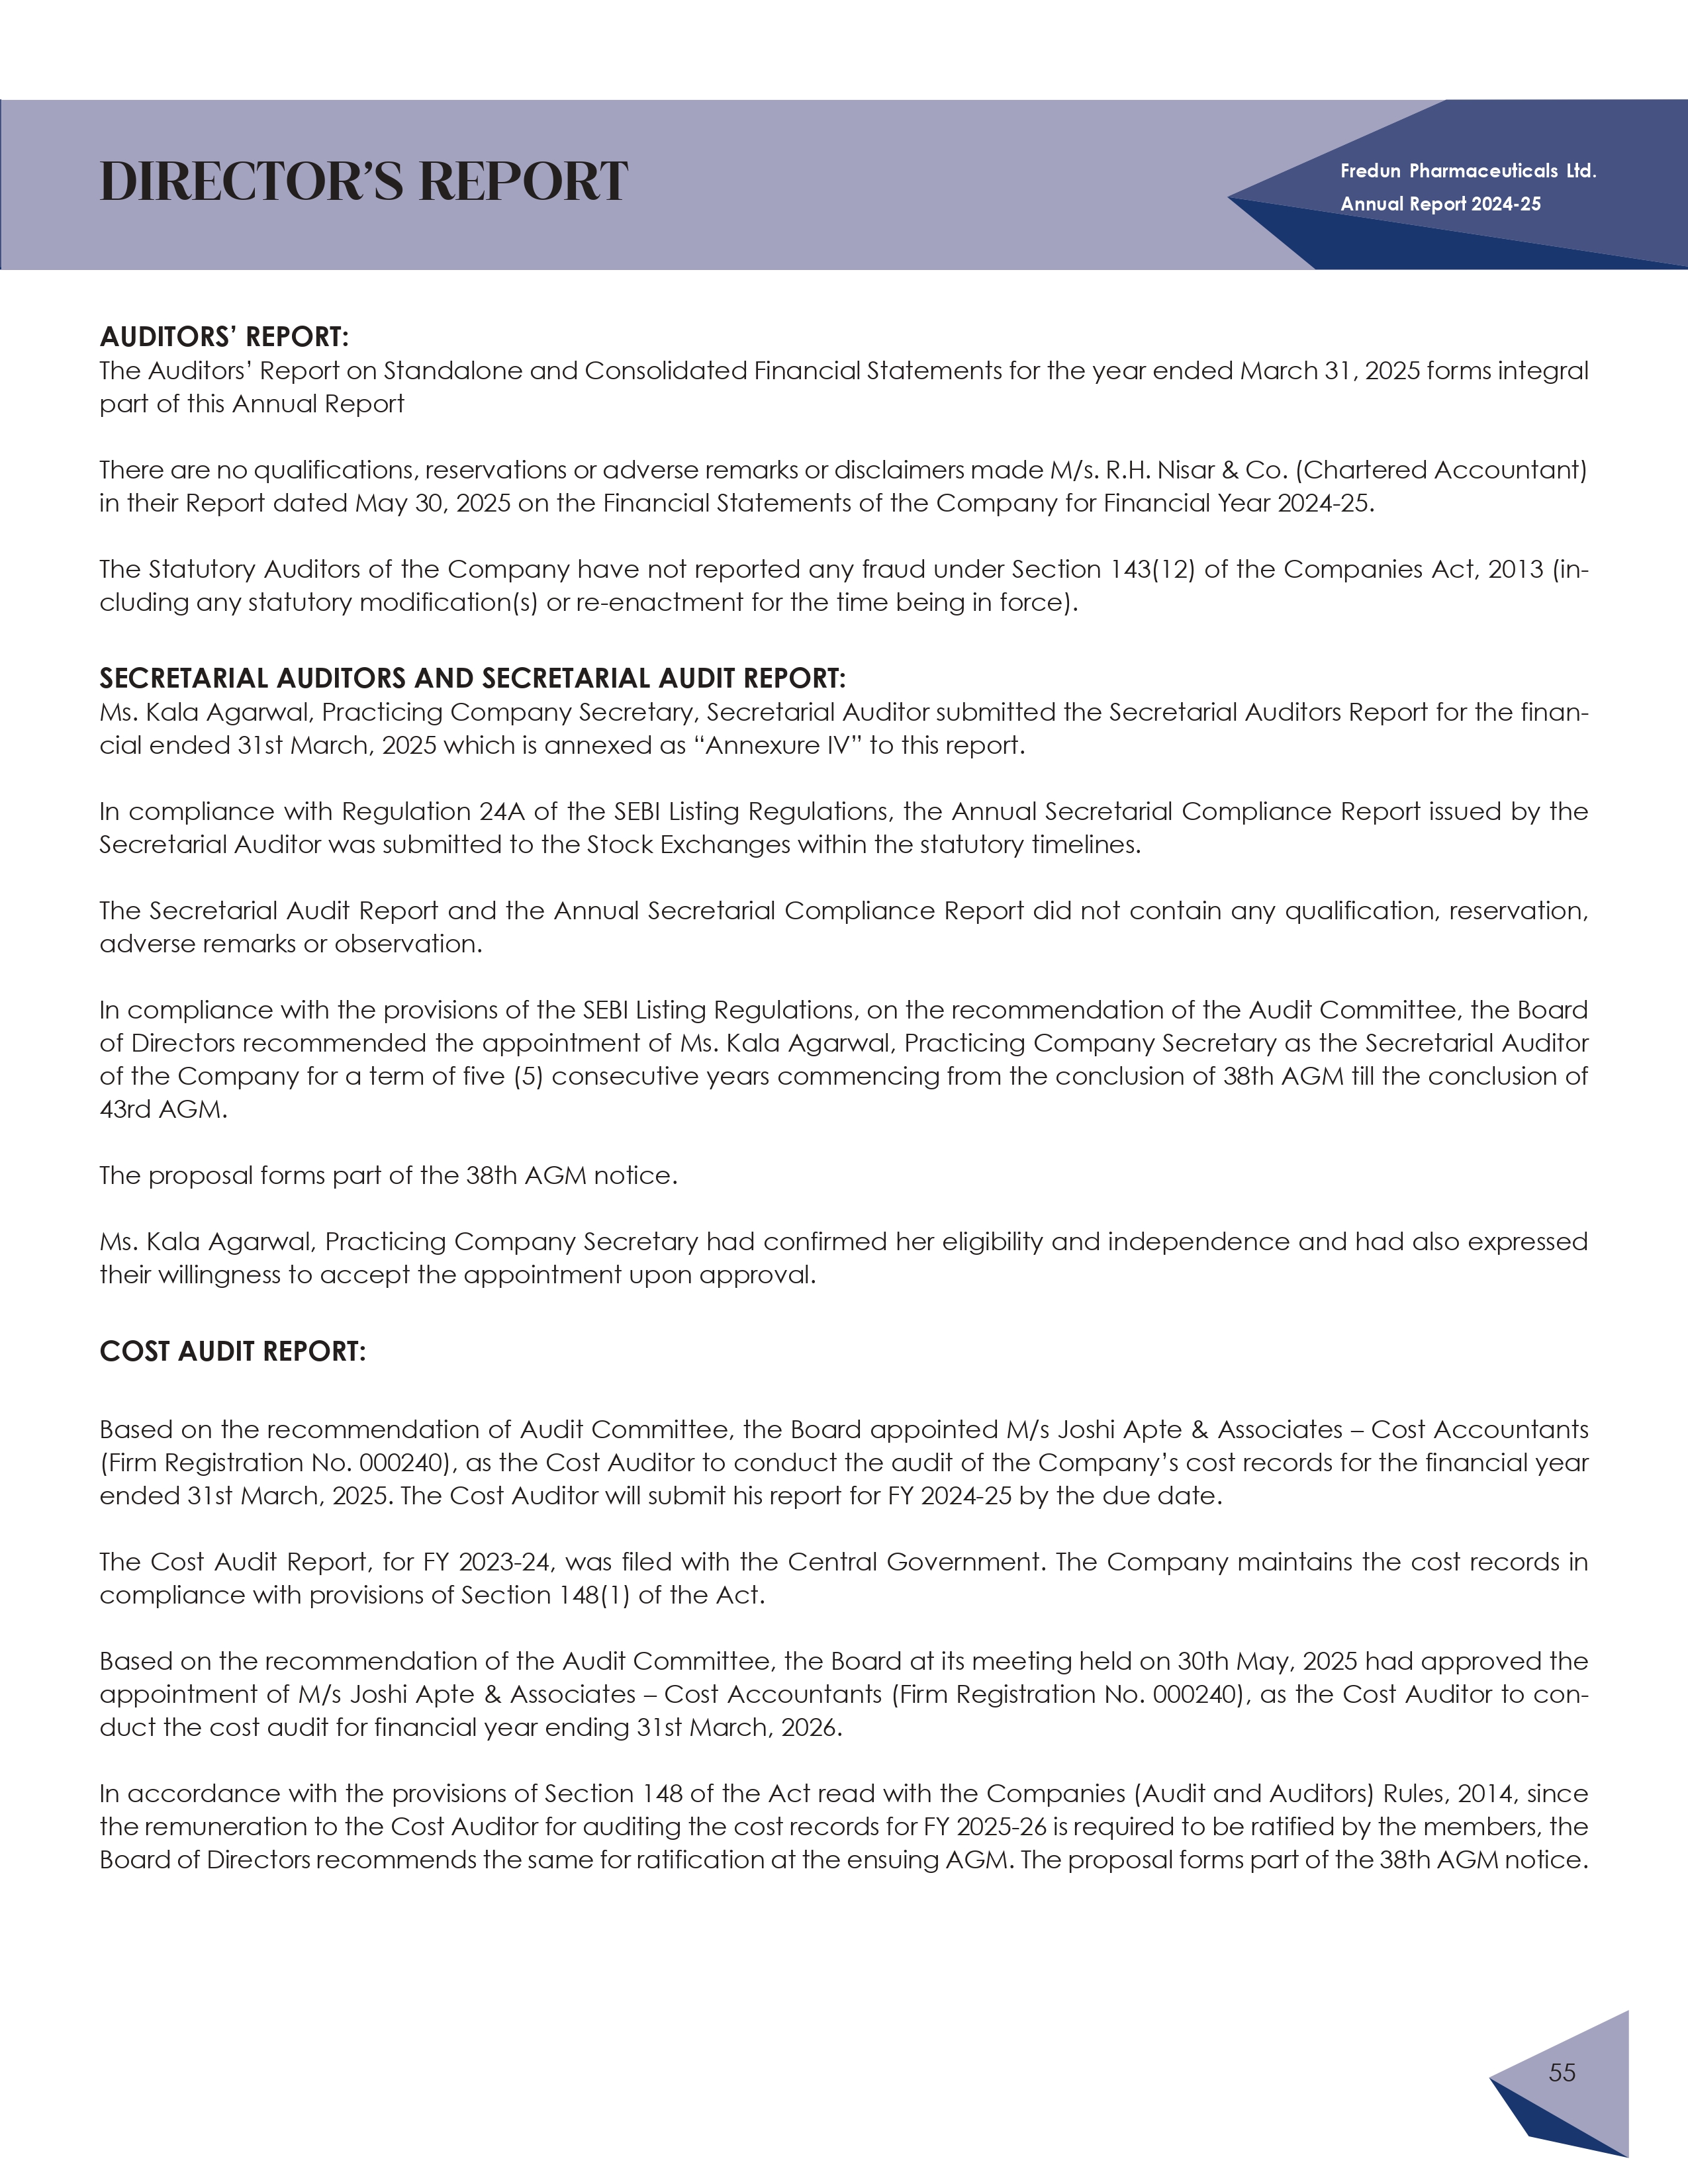 DIRECTOR’S REPORT
Fredun Pharmaceuticals Ltd.
Annual Report 2024-25
AUDITORS’ REPORT:
The Auditors’ Report on Standalone and Consolidated Financial Statements for the year ended March 31, 2025 forms integral
part of this Annual Report
There are no qualifications, reservations or adverse remarks or disclaimers made M/s. R.H. Nisar & Co. (Chartered Accountant)
in their Report dated May 30, 2025 on the Financial Statements of the Company for Financial Year 2024-25.
The Statutory Auditors of the Company have not reported any fraud under Section 143(12) of the Companies Act, 2013 (in-
cluding any statutory modification(s) or re-enactment for the time being in force).
SECRETARIAL AUDITORS AND SECRETARIAL AUDIT REPORT:
Ms. Kala Agarwal, Practicing Company Secretary, Secretarial Auditor submitted the Secretarial Auditors Report for the finan-
cial ended 31st March, 2025 which is annexed as “Annexure IV” to this report.
In compliance with Regulation 24A of the SEBI Listing Regulations, the Annual Secretarial Compliance Report issued by the
Secretarial Auditor was submitted to the Stock Exchanges within the statutory timelines.
The Secretarial Audit Report and the Annual Secretarial Compliance Report did not contain any qualification, reservation,
adverse remarks or observation.
In compliance with the provisions of the SEBI Listing Regulations, on the recommendation of the Audit Committee, the Board
of Directors recommended the appointment of Ms. Kala Agarwal, Practicing Company Secretary as the Secretarial Auditor
of the Company for a term of five (5) consecutive years commencing from the conclusion of 38th AGM till the conclusion of
43rd AGM.
The proposal forms part of the 38th AGM notice.
Ms. Kala Agarwal, Practicing Company Secretary had confirmed her eligibility and independence and had also expressed
their willingness to accept the appointment upon approval.
COST AUDIT REPORT:
Based on the recommendation of Audit Committee, the Board appointed M/s Joshi Apte & Associates – Cost Accountants
(Firm Registration No. 000240), as the Cost Auditor to conduct the audit of the Company’s cost records for the financial year
ended 31st March, 2025. The Cost Auditor will submit his report for FY 2024-25 by the due date.
The Cost Audit Report, for FY 2023-24, was filed with the Central Government. The Company maintains the cost records in
compliance with provisions of Section 148(1) of the Act.
Based on the recommendation of the Audit Committee, the Board at its meeting held on 30th May, 2025 had approved the
appointment of M/s Joshi Apte & Associates – Cost Accountants (Firm Registration No. 000240), as the Cost Auditor to con-
duct the cost audit for financial year ending 31st March, 2026.
In accordance with the provisions of Section 148 of the Act read with the Companies (Audit and Auditors) Rules, 2014, since
the remuneration to the Cost Auditor for auditing the cost records for FY 2025-26 is required to be ratified by the members, the
Board of Directors recommends the same for ratification at the ensuing AGM. The proposal forms part of the 38th AGM notice.
55